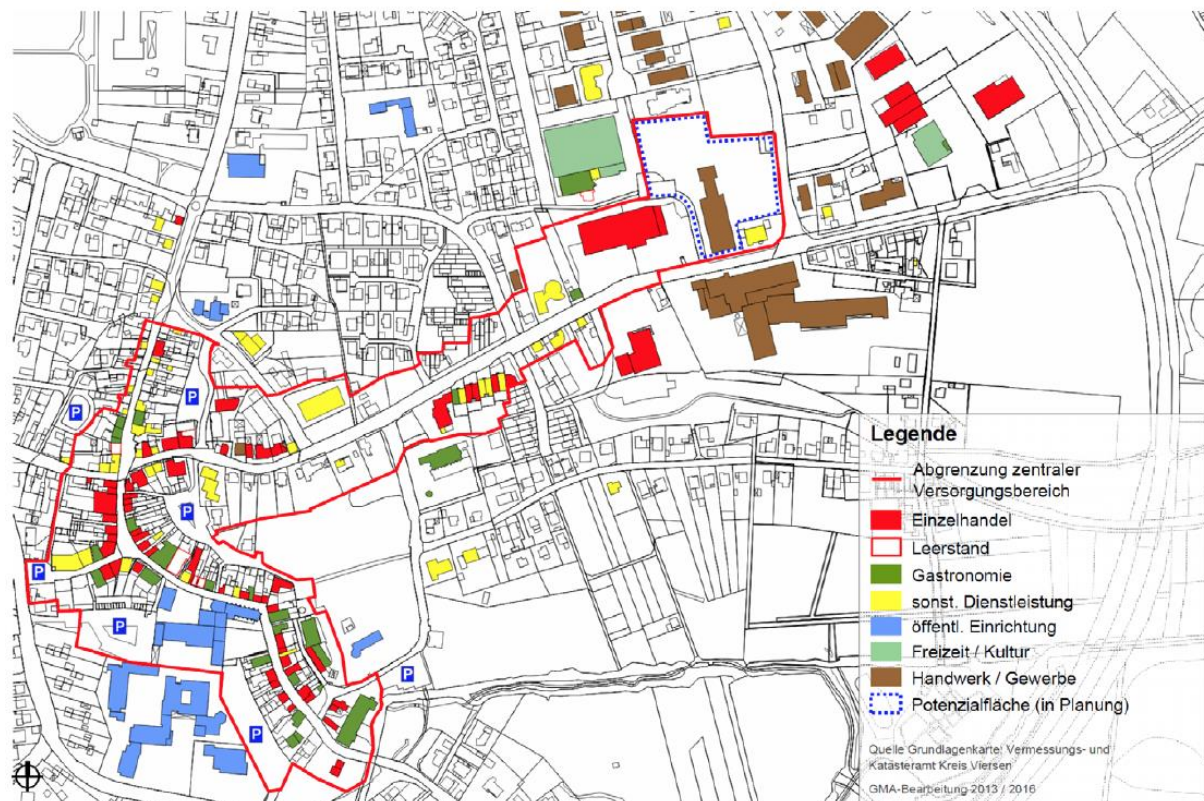 P
P
P
P
P
P
P
Legende
Abgrenzung zentraler
Versorgungsbereich
Einzelhandel
Leerstand
Gastronomie
sonst. Dienstleistung
öffentl. Einrichtung
Freizeit / Kultur
Handwerk / Gewerbe
Potenzialfläche (in Planung)
Quelle Grundlagenkarte: Vermessungs- und
Katasteramt Kreis Viersen
GMA-Bearbeitung 2013 / 2016